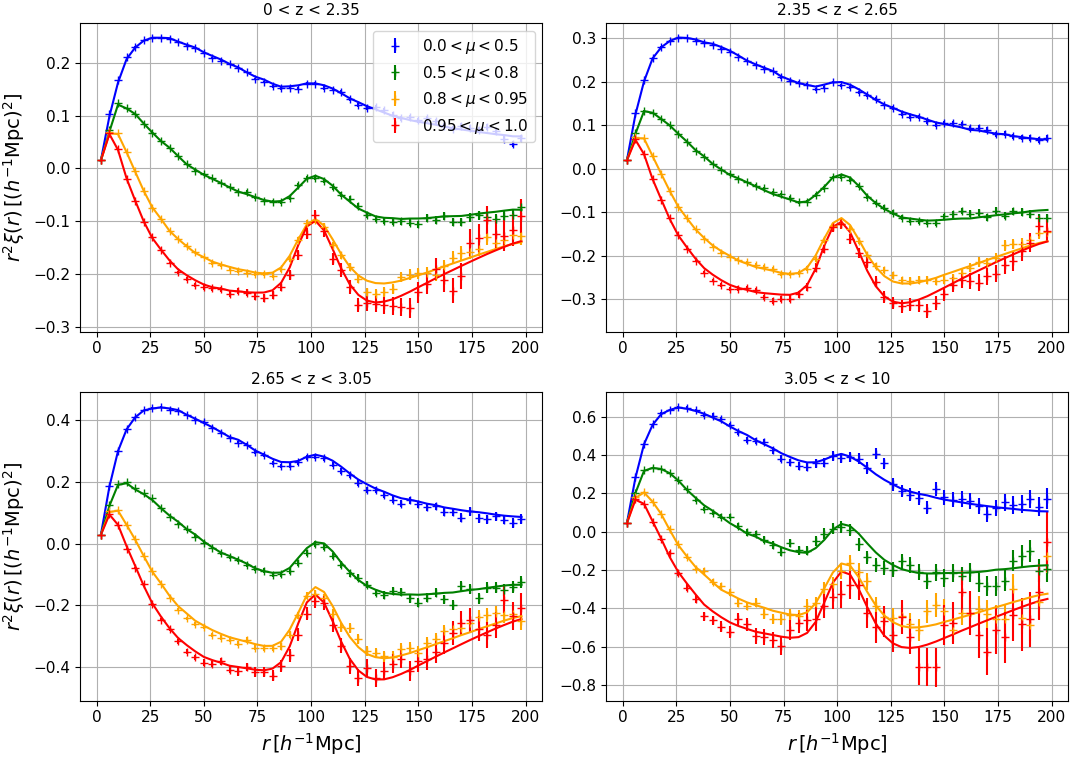 0 < z < 2.35
0.2
0.1
0.0
−0.1
−0.2
−0.3
r²ξ(r) [(h⁻¹Mpc)²]
0.0 < μ < 0.5
0.5 < μ < 0.8
0.8 < μ < 0.95
0.95 < μ < 1.0
0 25 50 75 100 125 150 175 200
2.35 < z < 2.65
0.3
0.2
0.1
0.0
−0.1
−0.2
−0.3
0 25 50 75 100 125 150 175 200
2.65 < z < 3.05
0.4
0.2
0.0
−0.2
−0.4
r²ξ(r) [(h⁻¹Mpc)²]
0 25 50 75 100 125 150 175 200
r [h⁻¹Mpc]
3.05 < z < 10
0.6
0.4
0.2
0.0
−0.2
−0.4
−0.6
−0.8
0 25 50 75 100 125 150 175 200
r [h⁻¹Mpc]